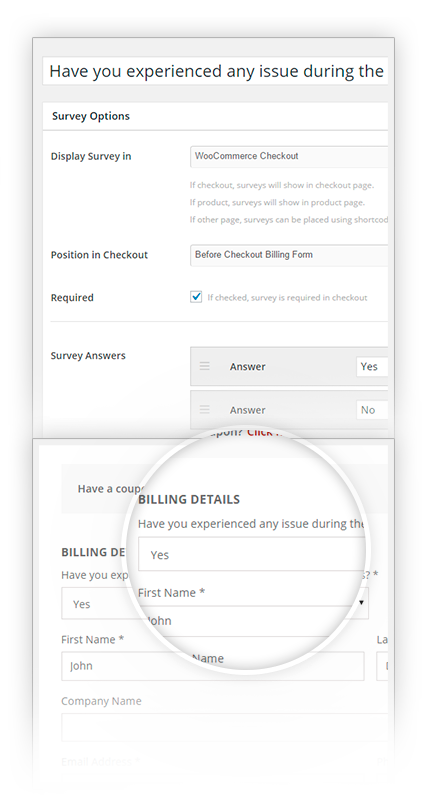 Have you experienced any issue during the
Survey Options
Display Survey in
WooCommerce Checkout
If checkout, surveys will show in checkout page.
If product, surveys will show in product page.
If other page, surveys can be placed using shortcod
Position in Checkout
Before Checkout Billing Form
Required
If checked, survey is required in checkout
Survey Answers
Answer
Yes
Answer
No
upon? Click
Have a coup
BILLING DETAILS
Have you experienced any issue during the
Yes
First Name *
John
Name
BILLING DE
Have you exp
s? *
Yes
First Name *
La
John
Company Name
Email Address *